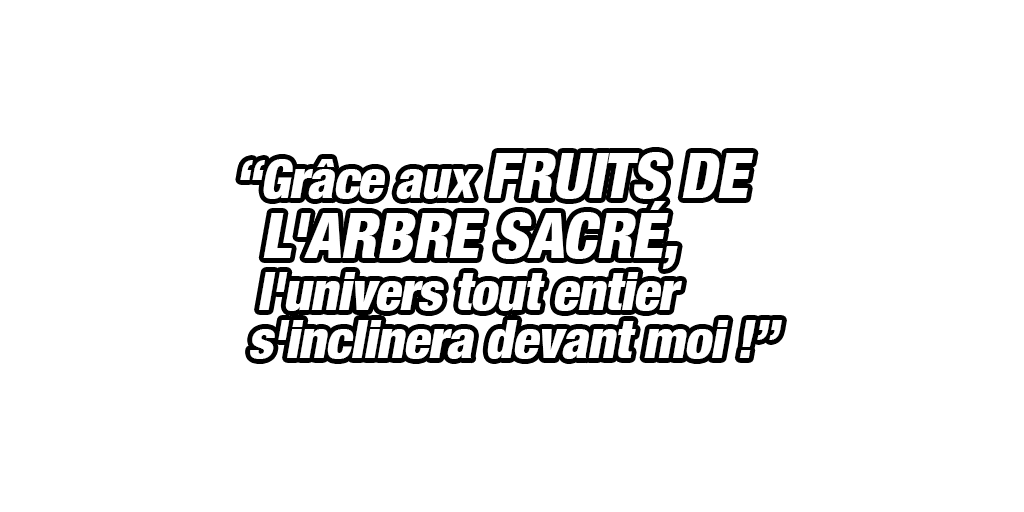 “Grâce aux FRUITS DE
L'ARBRE SACRÉ,
l'univers tout entier
s'inclinera devant moi !”